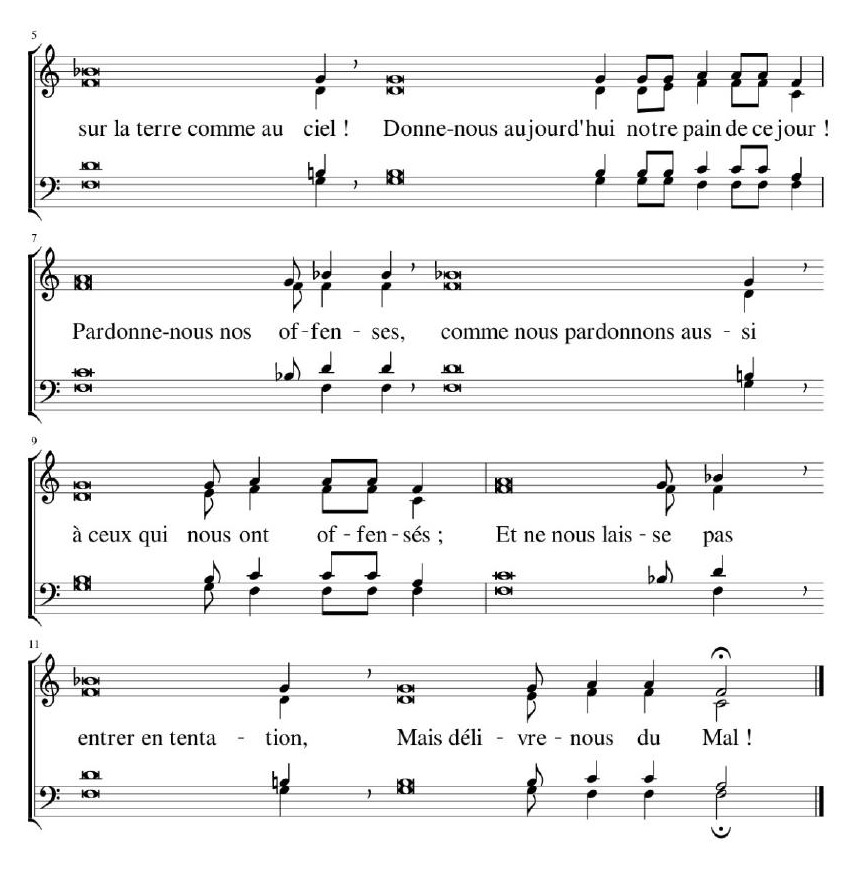 5
sur la terre comme au ciel ! Donne-nous aujourd'hui notre pain de ce jour !
7
Pardonne-nous nos of-fen - ses, comme nous pardonnons aus - si
9
à ceux qui nous ont of - fen - sés ; Et ne nous lais - se pas
11
entrer en tenta - tion, Mais déli - vre - nous du Mal !